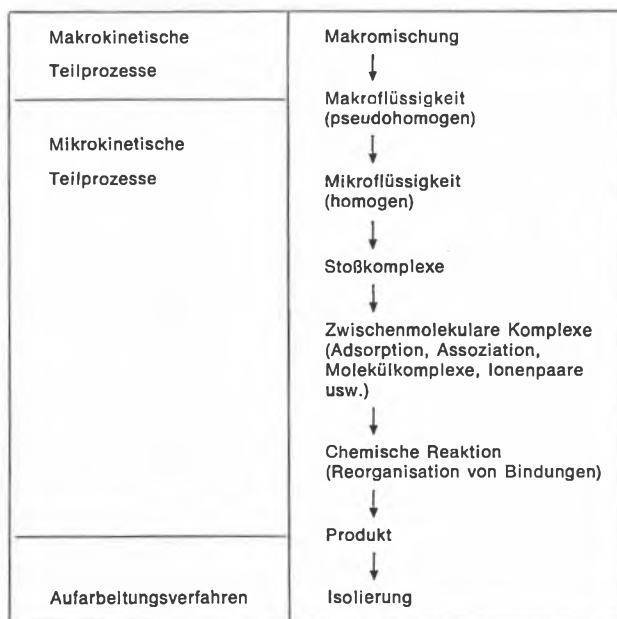 Makrokinetische
Teilprozesse
Makromischung
Makroflüssigkeit
(pseudohomogen)
Mikrokinetische
Teilprozesse
Mikroflüssigkeit
(homogen)
Stoßkomplexe
Zwischenmolekulare Komplexe
(Adsorption, Assoziation,
Molekülkomplexe, Ionenpaare
usw.)
Chemische Reaktion
(Reorganisation von Bindungen)
Produkt
Aufarbeitungsverfahren
Isolierung